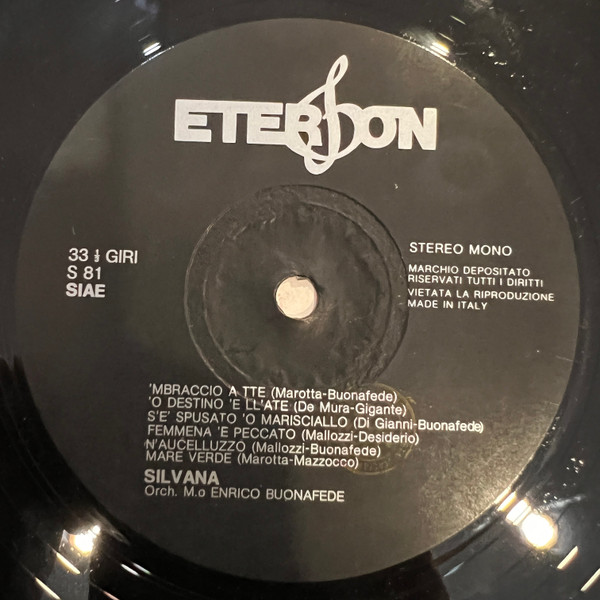 ETERDON
33 ⅓ GIRI
S 81
SIAE
STEREO MONO
MARCHIO DEPOSITATO
RISERVATI TUTTI I DIRITTI
VIETATA LA RIPRODUZIONE
MADE IN ITALY
'MBRACCIO A TTE (Marotta-Buonafede)
'O DESTINO 'E LL'ATE (De Mura-Gigante)
S'E' SPUSATO 'O MARISCIALLO (Di Gianni-Buonafede)
FEMMENA 'E PECCATO (Mallozzi-Desiderio)
N'AUCELLUZZO (Mallozzi-Buonafede)
MARE VERDE (Marotta-Mazzocco)
SILVANA
Orch. M.o ENRICO BUONAFEDE